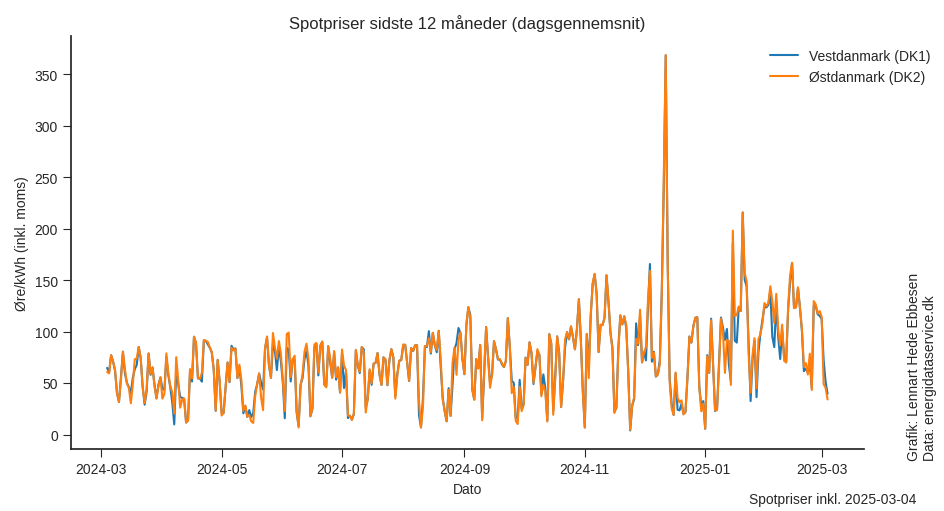 Spotpriser sidste 12 måneder (dagsgennemsnit)
Vestdanmark (DK1)
Østdanmark (DK2)
Øre/kWh (inkl. moms)
350
300
250
200
150
100
50
0
2024-03
2024-05
2024-07
2024-09
2024-11
2025-01
2025-03
Dato
Grafik: Lennart Hede Ebbesen
Data: energidataservice.dk
Spotpriser inkl. 2025-03-04